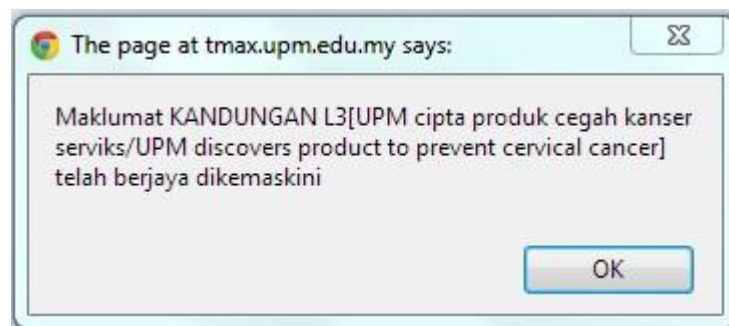 The page at tmax.upm.edu.my says:
Maklumat KANDUNGAN L3[UPM cipta produk cegah kanser
serviks/UPM discovers product to prevent cervical cancer]
telah berjaya dikemaskini
OK